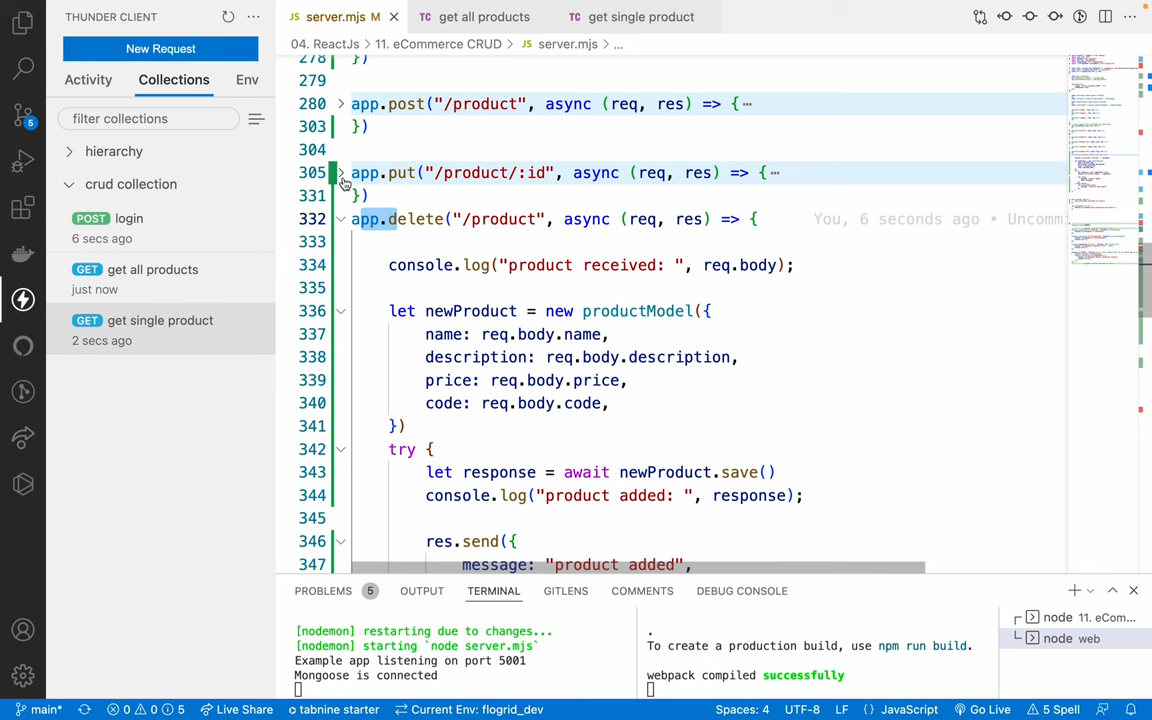 THUNDER CLIENT
New Request
Activity Collections Env
filter collections
hierarchy
crud collection
POST login
6 secs ago
GET get all products
just now
GET get single product
2 secs ago
5
JS server.mjs M
TC get all products
TC get single product
04. ReactJs > 11. eCommerce CRUD > JS server.mjs > ...
278 })
279
280 app.post("/product", async (req, res) => {…
303 })
304
305 app.put("/product/:id", async (req, res) => {…
331 })
332 app.delete("/product", async (req, res) => { You, 6 seconds ago • Uncommi
333
334 console.log("product received: ", req.body);
335
336 let newProduct = new productModel({
337 name: req.body.name,
338 description: req.body.description,
339 price: req.body.price,
340 code: req.body.code,
341 })
342 try {
343 let response = await newProduct.save()
344 console.log("product added: ", response);
345
346 res.send({
347 message: "product added",
PROBLEMS 5 OUTPUT TERMINAL GITLENS COMMENTS DEBUG CONSOLE
[nodemon] restarting due to changes...
[nodemon] starting `node server.mjs`
Example app listening on port 5001
Mongoose is connected
.
To create a production build, use npm run build.
webpack compiled successfully
node 11. eCom...
node web
main* 0 0 5 Live Share tabnine starter Current Env: flogrid_dev Spaces: 4 UTF-8 LF {} JavaScript Go Live 5 Spell